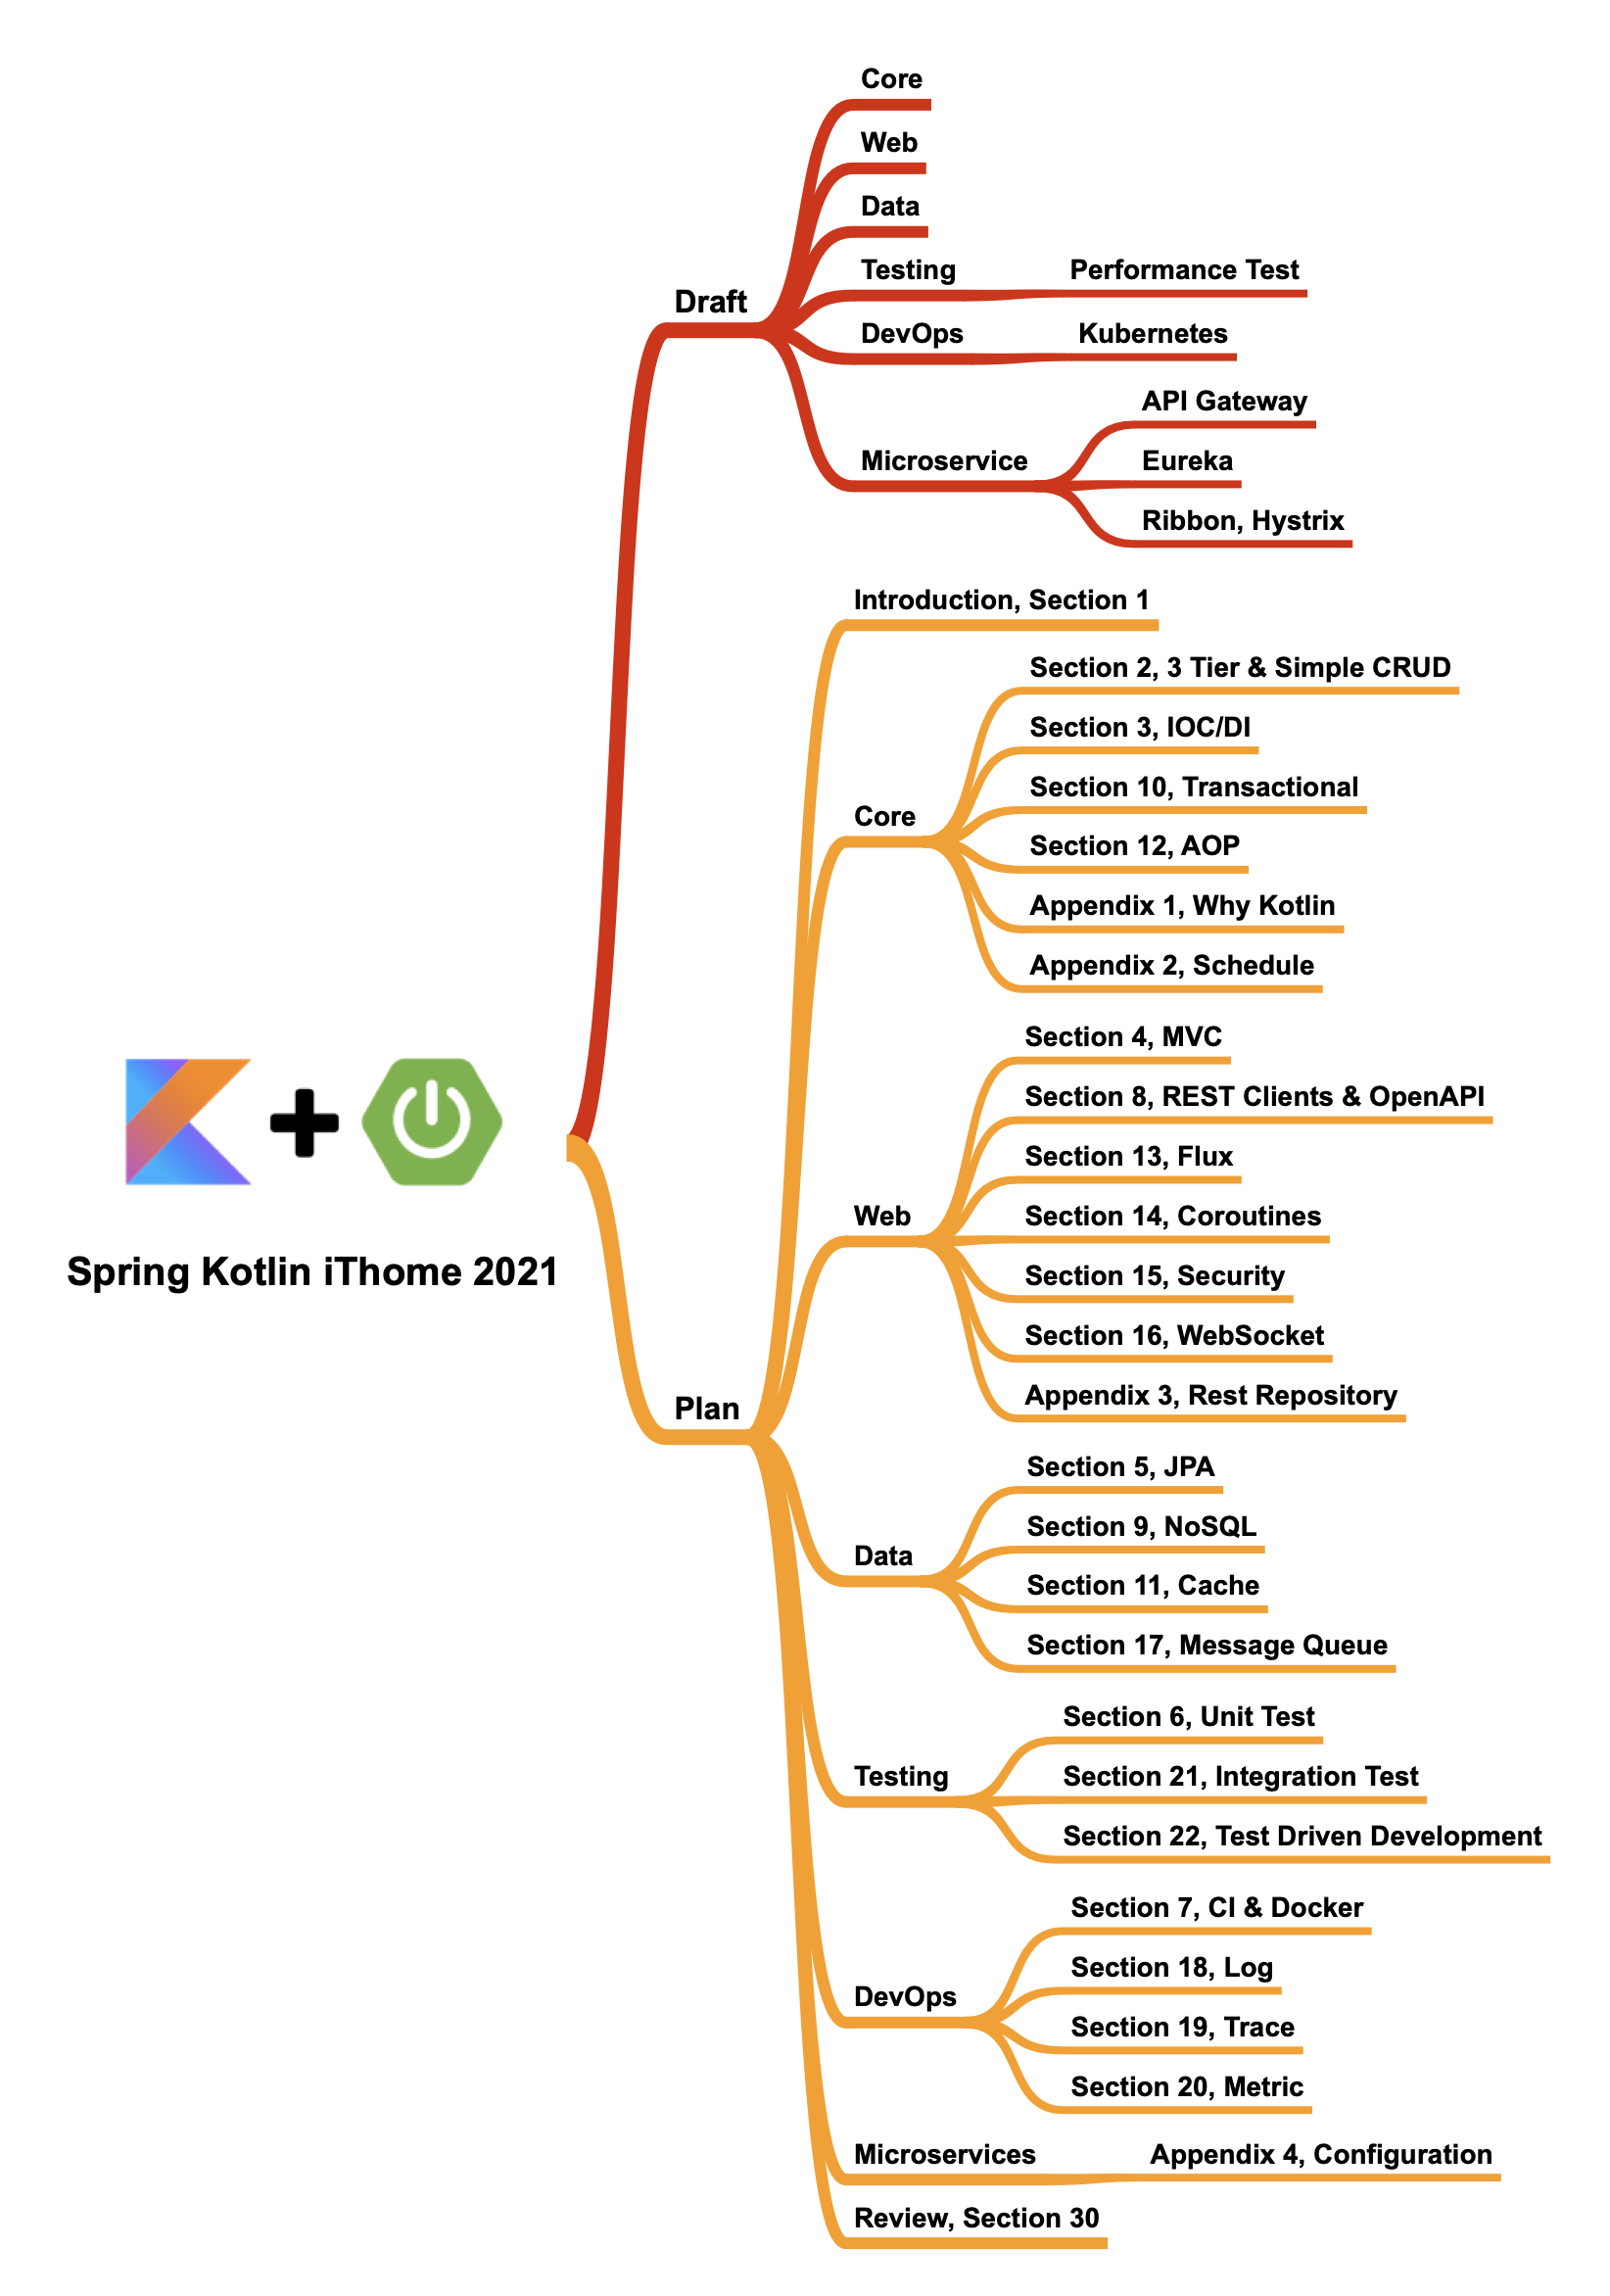 Core
Web
Data
Testing
Performance Test
Draft
DevOps
Kubernetes
API Gateway
Microservice
Eureka
Ribbon, Hystrix
Introduction, Section 1
Section 2, 3 Tier & Simple CRUD
Section 3, IOC/DI
Section 10, Transactional
Core
Section 12, AOP
Appendix 1, Why Kotlin
Appendix 2, Schedule
Section 4, MVC
Section 8, REST Clients & OpenAPI
Section 13, Flux
Web
Section 14, Coroutines
Section 15, Security
Spring Kotlin iThome 2021
Section 16, WebSocket
Appendix 3, Rest Repository
Plan
Section 5, JPA
Section 9, NoSQL
Data
Section 11, Cache
Section 17, Message Queue
Section 6, Unit Test
Testing
Section 21, Integration Test
Section 22, Test Driven Development
Section 7, CI & Docker
Section 18, Log
DevOps
Section 19, Trace
Section 20, Metric
Microservices
Appendix 4, Configuration
Review, Section 30